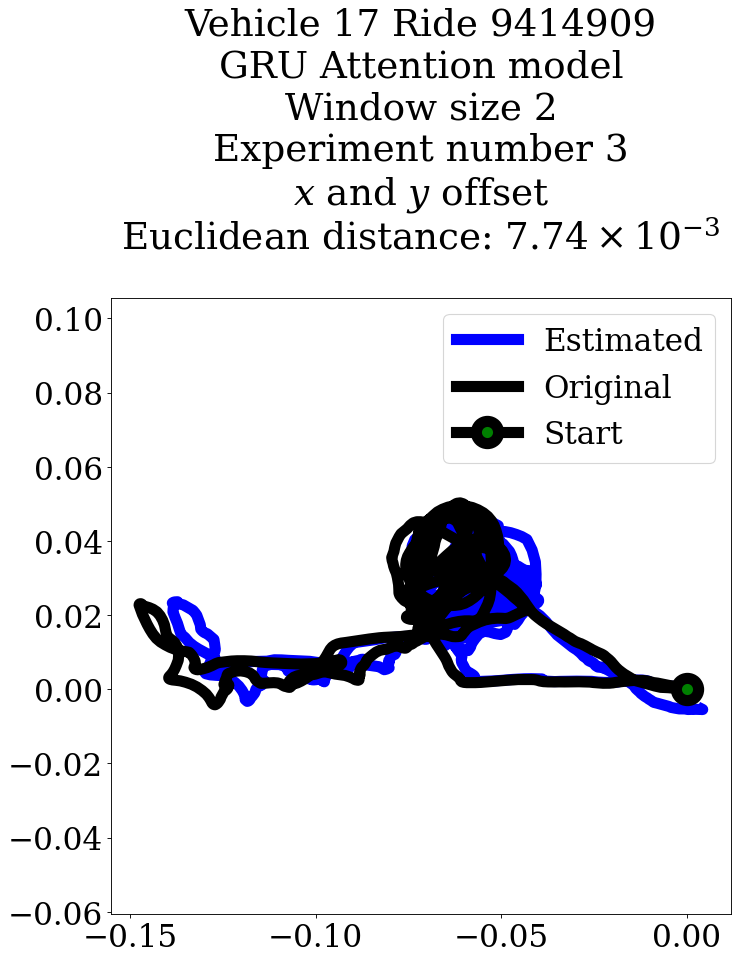 Vehicle 17 Ride 9414909
GRU Attention model
Window size 2
Experiment number 3
x and y offset
Euclidean distance: 7.74 × 10⁻³
Estimated
Original
Start
0.10
0.08
0.06
0.04
0.02
0.00
−0.02
−0.04
−0.06
−0.15 −0.10 −0.05 0.00